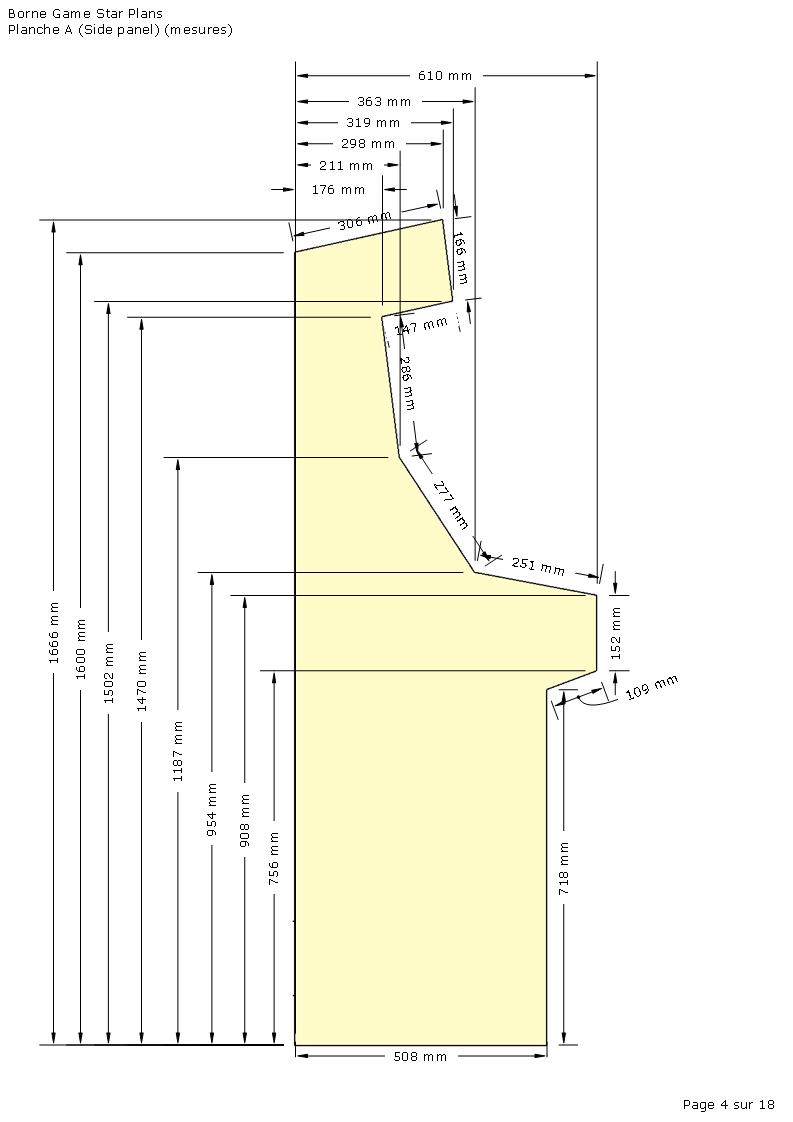 Borne Game Star Plans
Planche A (Side panel) (mesures)
610 mm
363 mm
319 mm
298 mm
211 mm
176 mm
306 mm
166 mm
147 mm
286 mm
277 mm
251 mm
152 mm
109 mm
1666 mm
1600 mm
1502 mm
1470 mm
1187 mm
954 mm
908 mm
756 mm
718 mm
508 mm
Page 4 sur 18